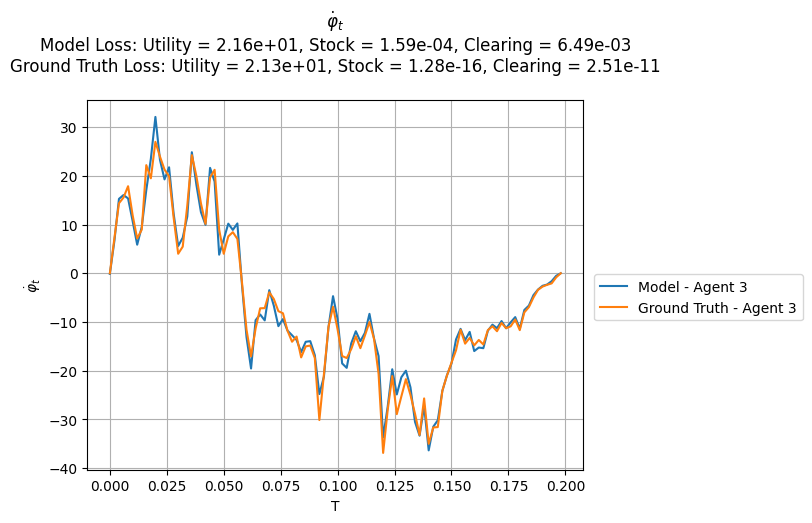 φ̇ₜ
Model Loss: Utility = 2.16e+01, Stock = 1.59e-04, Clearing = 6.49e-03
Ground Truth Loss: Utility = 2.13e+01, Stock = 1.28e-16, Clearing = 2.51e-11
30
20
10
0
−10
−20
−30
−40
φ̇ₜ
0.000 0.025 0.050 0.075 0.100 0.125 0.150 0.175 0.200
T
Model - Agent 3
Ground Truth - Agent 3